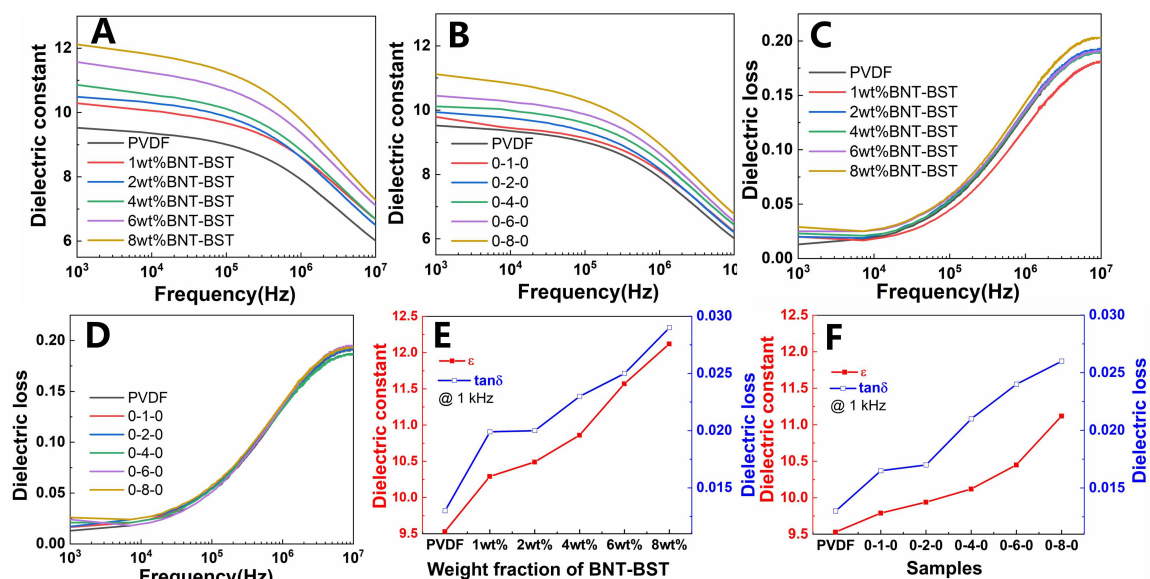 A
Dielectric constant
12
10
8
6
PVDF
1wt%BNT-BST
2wt%BNT-BST
4wt%BNT-BST
6wt%BNT-BST
8wt%BNT-BST
10³ 10⁴ 10⁵ 10⁶ 10⁷
Frequency(Hz)
B
Dielectric constant
12
10
8
6
PVDF
0-1-0
0-2-0
0-4-0
0-6-0
0-8-0
10³ 10⁴ 10⁵ 10⁶ 10⁷
Frequency(Hz)
C
Dielectric loss
0.20
0.15
0.10
0.05
0.00
PVDF
1wt%BNT-BST
2wt%BNT-BST
4wt%BNT-BST
6wt%BNT-BST
8wt%BNT-BST
10³ 10⁴ 10⁵ 10⁶ 10⁷
Frequency(Hz)
D
Dielectric loss
0.20
0.15
0.10
0.05
0.00
PVDF
0-1-0
0-2-0
0-4-0
0-6-0
0-8-0
10³ 10⁴ 10⁵ 10⁶ 10⁷
Frequency(Hz)
E
Dielectric constant
12.5
12.0
11.5
11.0
10.5
10.0
9.5
ε
tanδ
@ 1 kHz
0.030
0.025
0.020
0.015
Dielectric loss
PVDF 1wt% 2wt% 4wt% 6wt% 8wt%
Weight fraction of BNT-BST
F
Dielectric constant
12.5
12.0
11.5
11.0
10.5
10.0
9.5
ε
tanδ
@ 1 kHz
0.030
0.025
0.020
0.015
Dielectric loss
PVDF 0-1-0 0-2-0 0-4-0 0-6-0 0-8-0
Samples